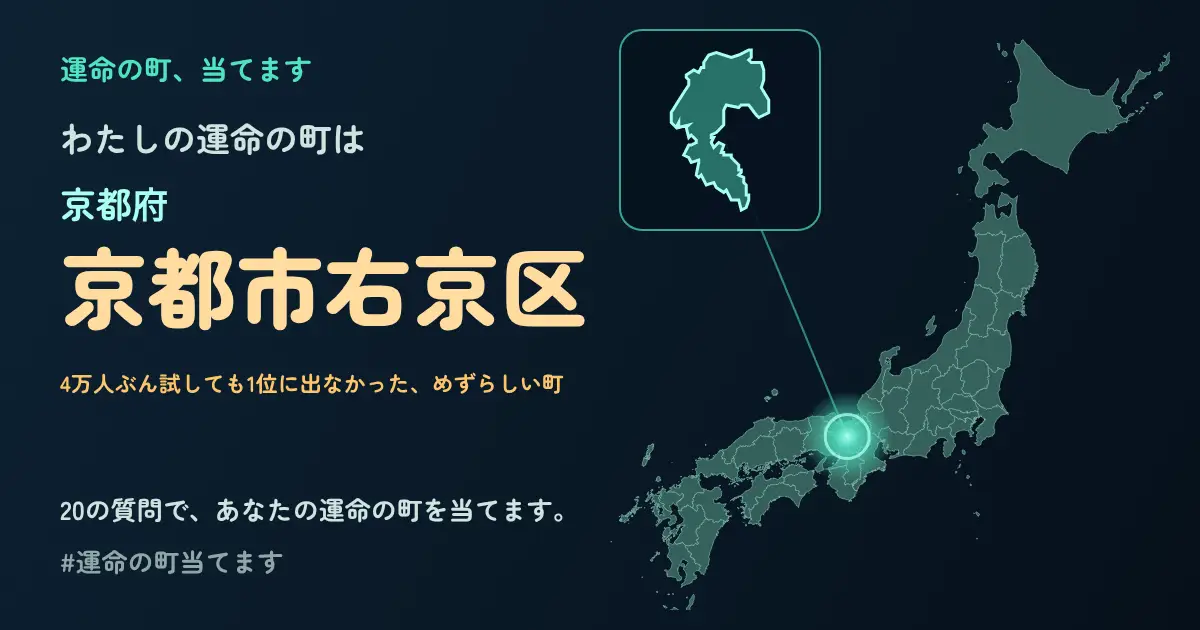 運命の町、当てます
わたしの運命の町は
京都府
京都市右京区
4万人ぶん試しても1位に出なかった、めずらしい町
20の質問で、あなたの運命の町を当てます。
#運命の町当てます